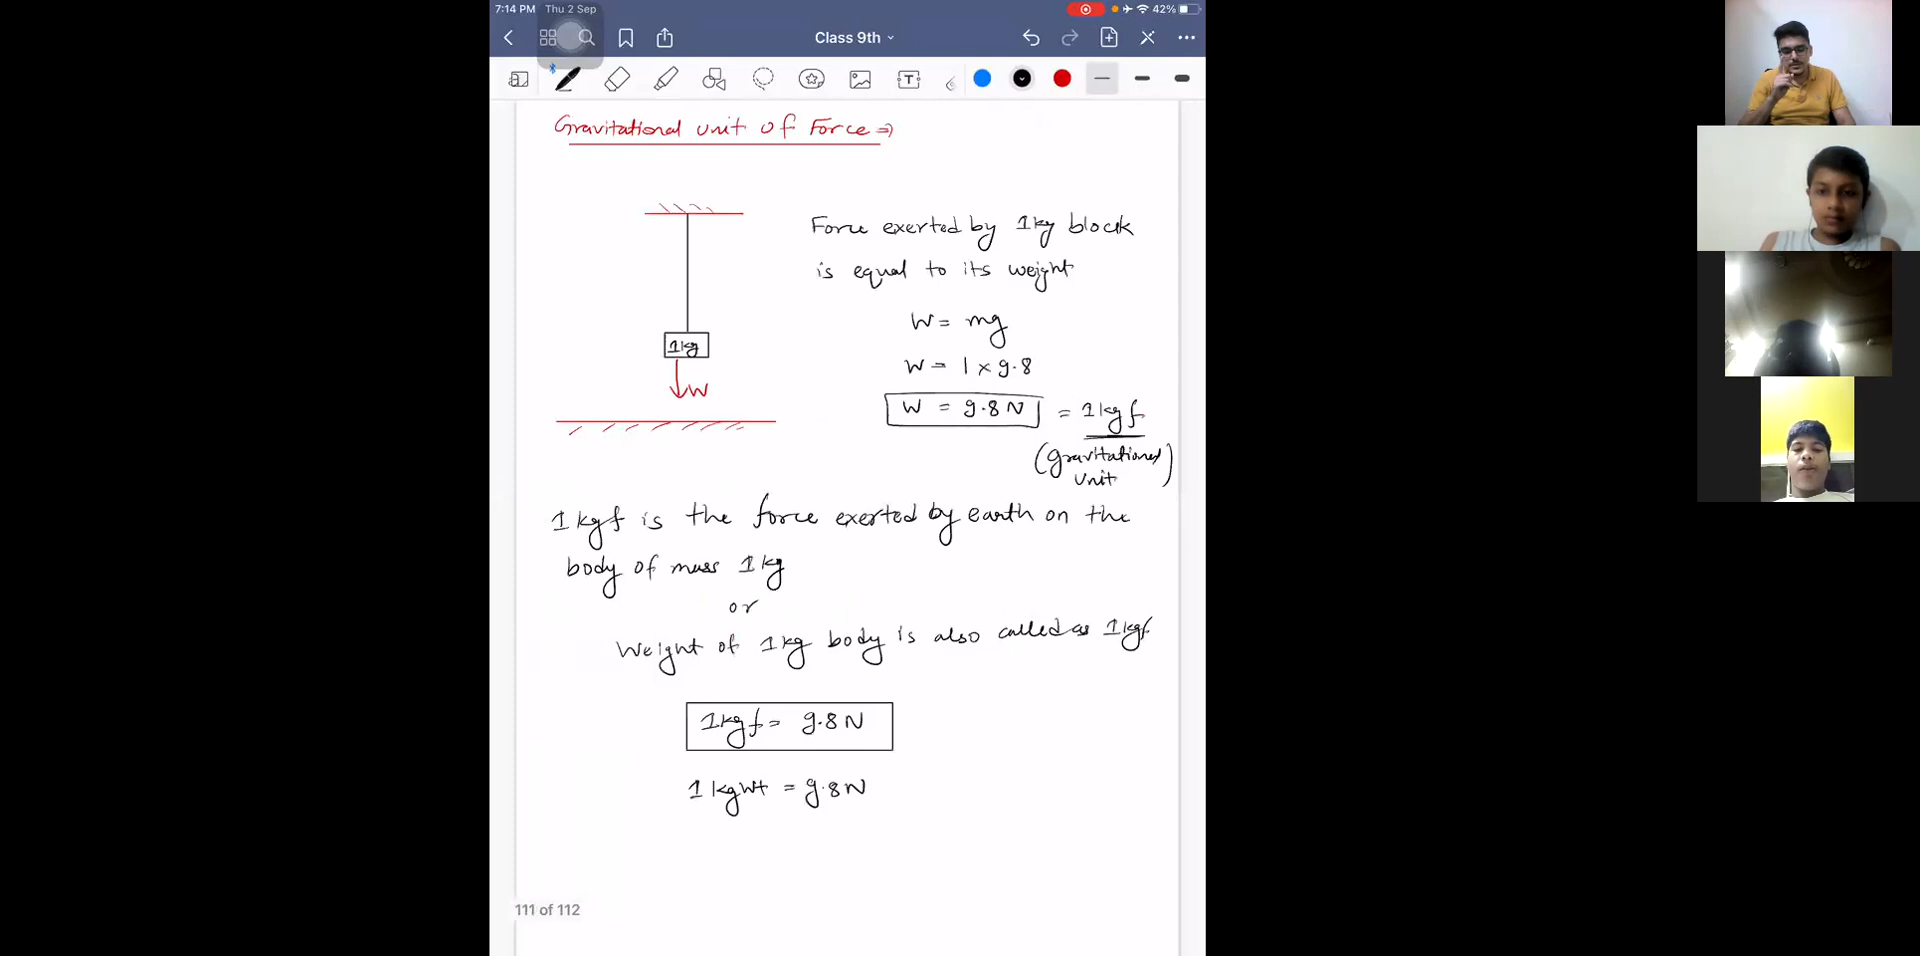 7:14 PM Thu 2 Sep
42%
Class 9th
Gravitational unit of Force ⇒
1kg
W
Force exerted by 1kg block
is equal to its weight
W = mg
W = 1 × 9.8
W = 9.8 N = 1kgf
(gravitational
unit)
1kgf is the force exerted by earth on the
body of mass 1kg
or
Weight of 1kg body is also called as 1kgf
1kgf = 9.8 N
1 kgwt = 9.8 N
111 of 112